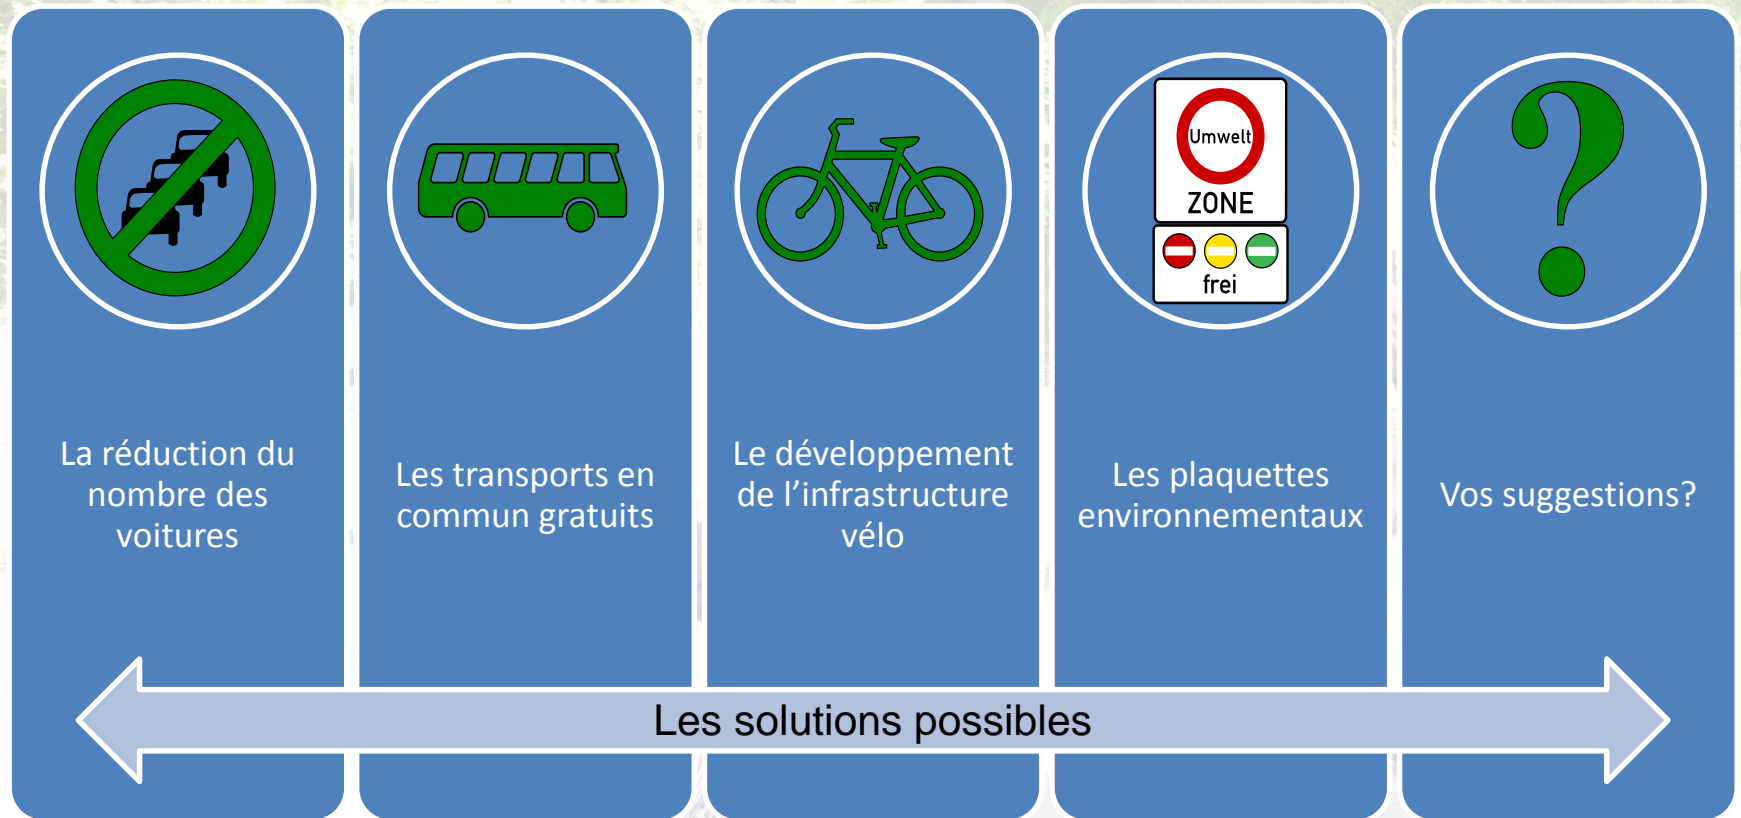 Umwelt
ZONE
frei
La réduction du
nombre des
voitures
Les transports en
commun gratuits
Le développement
de l’infrastructure
vélo
Les plaquettes
environnementaux
Vos suggestions?
Les solutions possibles